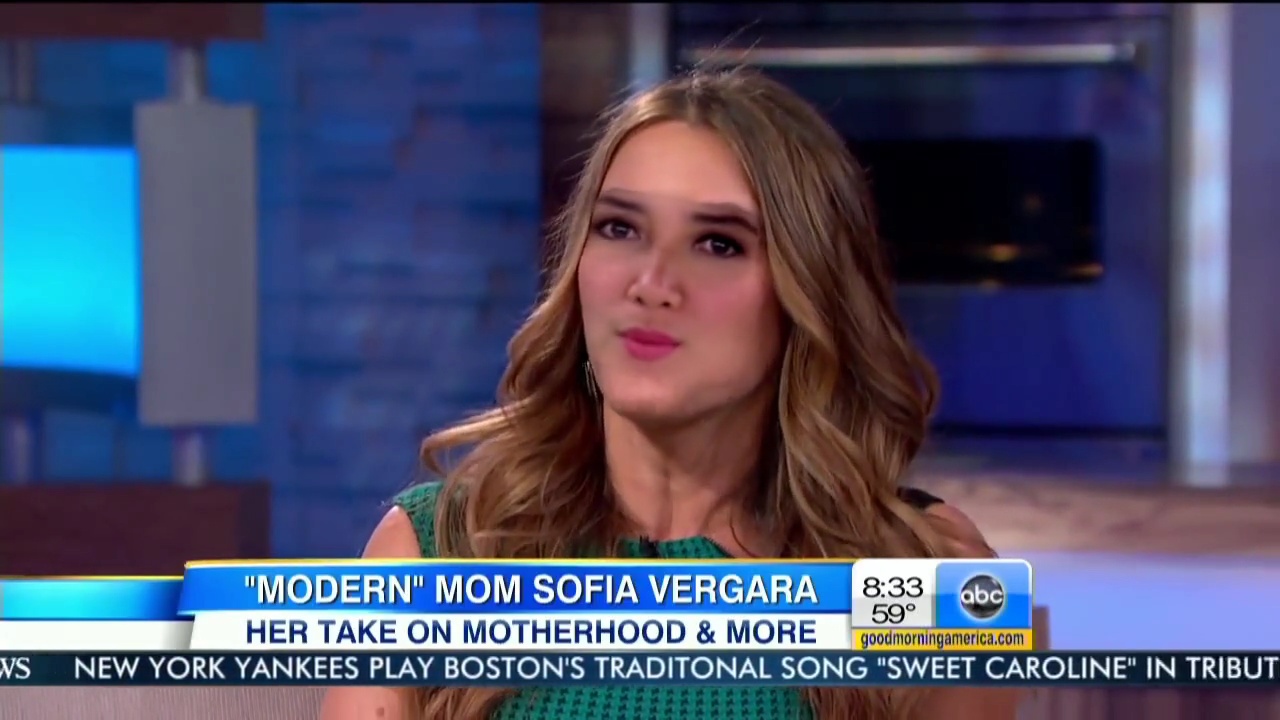 "MODERN" MOM SOFIA VERGARA
HER TAKE ON MOTHERHOOD & MORE
8:33
59°
abc
goodmorningamerica.com
WS NEW YORK YANKEES PLAY BOSTON'S TRADITONAL SONG "SWEET CAROLINE" IN TRIBUT